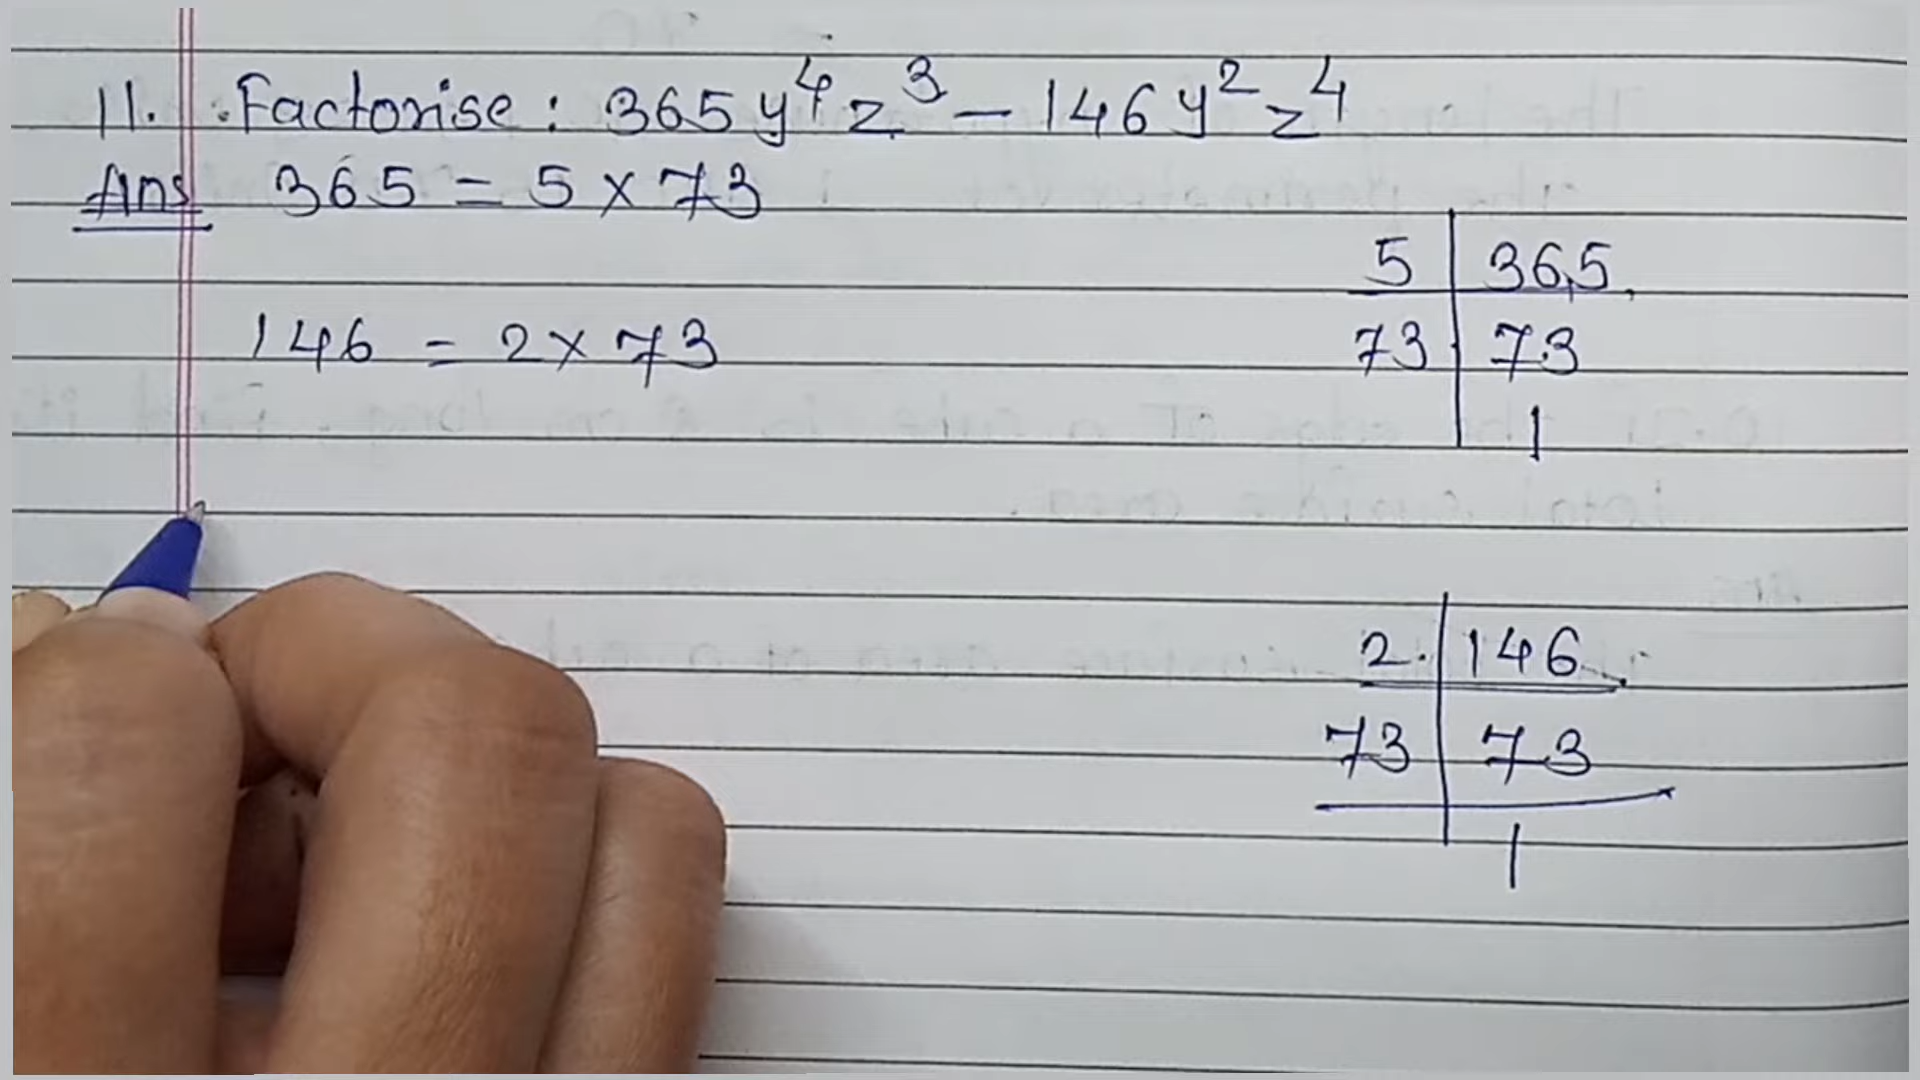 11. Factorise: 365y⁴z³ − 146y²z⁴
Ans 365 = 5 × 73
146 = 2 × 73
5 | 365
73 | 73
1
2 | 146
73 | 73
1